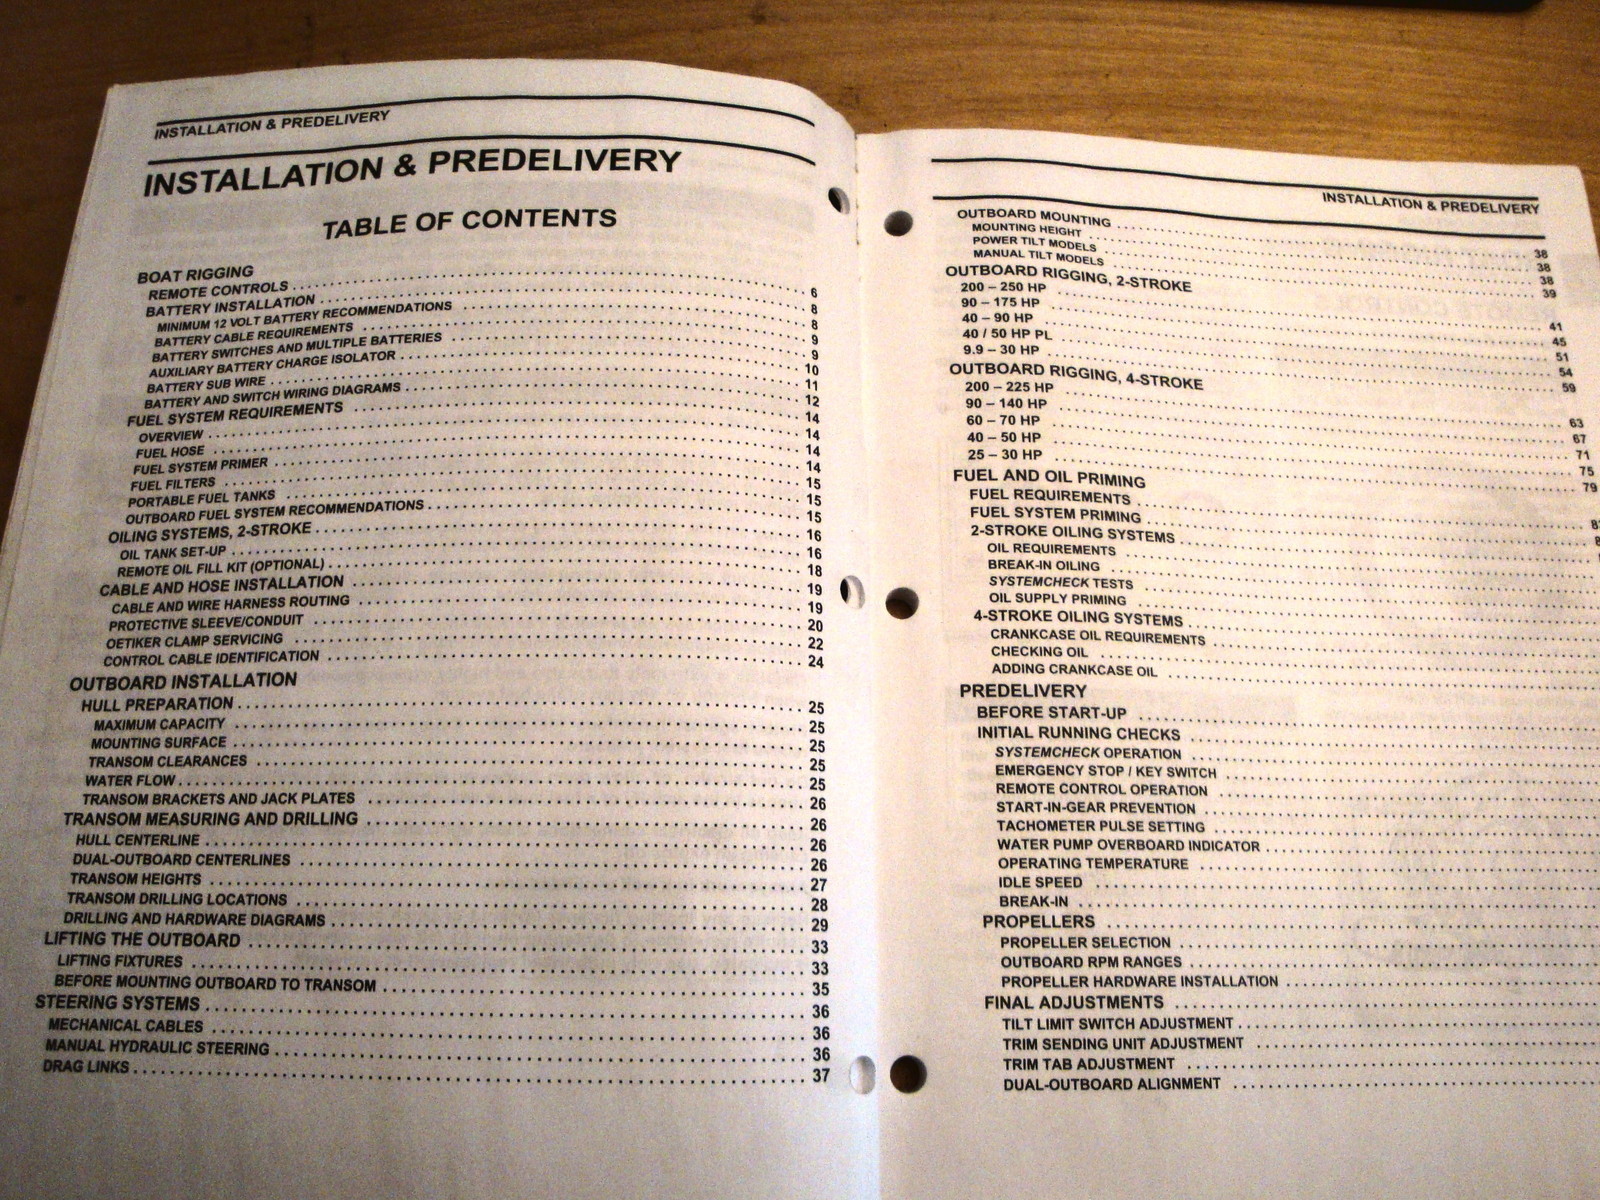 INSTALLATION & PREDELIVERY
INSTALLATION & PREDELIVERY
TABLE OF CONTENTS
BOAT RIGGING
REMOTE CONTROLS 6
BATTERY INSTALLATION 8
MINIMUM 12 VOLT BATTERY RECOMMENDATIONS 8
BATTERY CABLE REQUIREMENTS 9
BATTERY SWITCHES AND MULTIPLE BATTERIES 9
AUXILIARY BATTERY CHARGE ISOLATOR 10
BATTERY SUB WIRE 11
BATTERY AND SWITCH WIRING DIAGRAMS 12
FUEL SYSTEM REQUIREMENTS 14
OVERVIEW 14
FUEL HOSE 14
FUEL SYSTEM PRIMER 14
FUEL FILTERS 15
PORTABLE FUEL TANKS 15
OUTBOARD FUEL SYSTEM RECOMMENDATIONS 15
OILING SYSTEMS, 2-STROKE 16
OIL TANK SET-UP 16
REMOTE OIL FILL KIT (OPTIONAL) 18
CABLE AND HOSE INSTALLATION 19
CABLE AND WIRE HARNESS ROUTING 19
PROTECTIVE SLEEVE/CONDUIT 20
OETIKER CLAMP SERVICING 22
CONTROL CABLE IDENTIFICATION 24
OUTBOARD INSTALLATION
HULL PREPARATION 25
MAXIMUM CAPACITY 25
MOUNTING SURFACE 25
TRANSOM CLEARANCES 25
WATER FLOW 25
TRANSOM BRACKETS AND JACK PLATES 26
TRANSOM MEASURING AND DRILLING 26
HULL CENTERLINE 26
DUAL-OUTBOARD CENTERLINES 26
TRANSOM HEIGHTS 27
TRANSOM DRILLING LOCATIONS 28
DRILLING AND HARDWARE DIAGRAMS 29
LIFTING THE OUTBOARD 33
LIFTING FIXTURES 33
BEFORE MOUNTING OUTBOARD TO TRANSOM 35
STEERING SYSTEMS 36
MECHANICAL CABLES 36
MANUAL HYDRAULIC STEERING 36
DRAG LINKS 37
INSTALLATION & PREDELIVERY
OUTBOARD MOUNTING 38
MOUNTING HEIGHT 38
POWER TILT MODELS 38
MANUAL TILT MODELS 39
OUTBOARD RIGGING, 2-STROKE
200 – 250 HP 41
90 – 175 HP 45
40 – 90 HP 51
40 / 50 HP PL 54
9.9 – 30 HP 59
OUTBOARD RIGGING, 4-STROKE
200 – 225 HP 63
90 – 140 HP 67
60 – 70 HP 71
40 – 50 HP 75
25 – 30 HP 79
FUEL AND OIL PRIMING
FUEL REQUIREMENTS
FUEL SYSTEM PRIMING
2-STROKE OILING SYSTEMS
OIL REQUIREMENTS
BREAK-IN OILING
SYSTEMCHECK TESTS
OIL SUPPLY PRIMING
4-STROKE OILING SYSTEMS
CRANKCASE OIL REQUIREMENTS
CHECKING OIL
ADDING CRANKCASE OIL
PREDELIVERY
BEFORE START-UP
INITIAL RUNNING CHECKS
SYSTEMCHECK OPERATION
EMERGENCY STOP / KEY SWITCH
REMOTE CONTROL OPERATION
START-IN-GEAR PREVENTION
TACHOMETER PULSE SETTING
WATER PUMP OVERBOARD INDICATOR
OPERATING TEMPERATURE
IDLE SPEED
BREAK-IN
PROPELLERS
PROPELLER SELECTION
OUTBOARD RPM RANGES
PROPELLER HARDWARE INSTALLATION
FINAL ADJUSTMENTS
TILT LIMIT SWITCH ADJUSTMENT
TRIM SENDING UNIT ADJUSTMENT
TRIM TAB ADJUSTMENT
DUAL-OUTBOARD ALIGNMENT